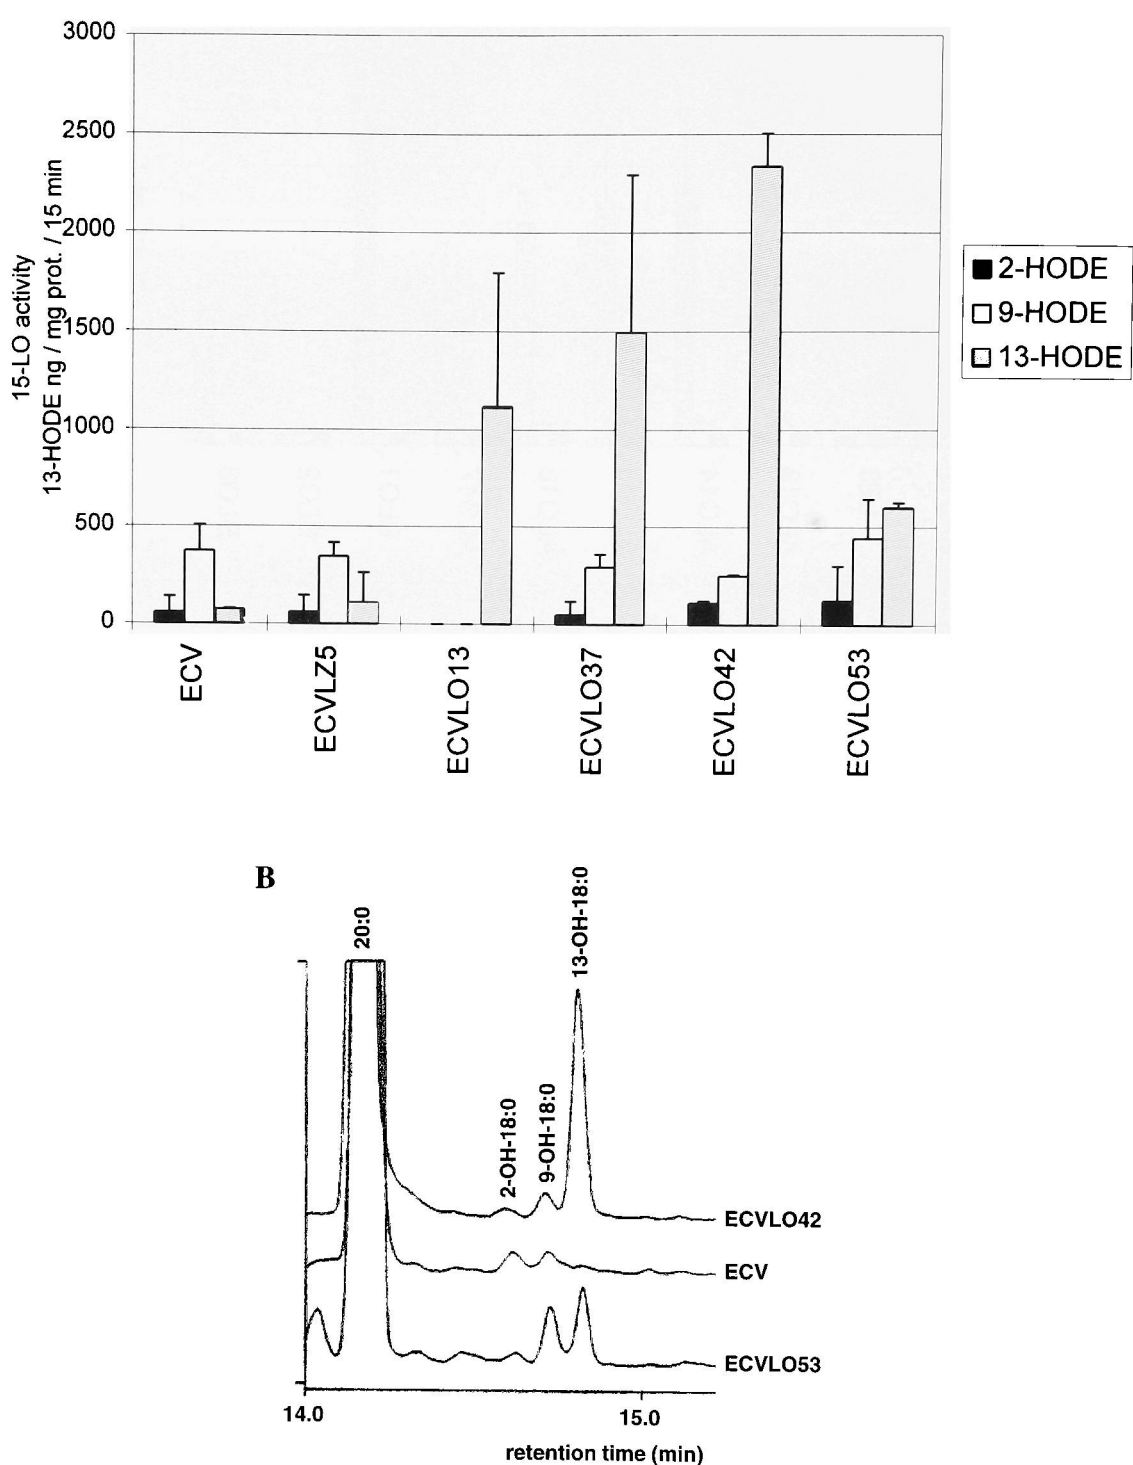 3000
2500
2000
1500
1000
500
0
15-LO activity
13-HODE ng / mg prot. / 15 min
2-HODE
9-HODE
13-HODE
ECV
ECVLZ5
ECVLO13
ECVLO37
ECVLO42
ECVLO53
B
20:0
2-OH-18:0
9-OH-18:0
13-OH-18:0
ECVLO42
ECV
ECVLO53
14.0
15.0
retention time (min)